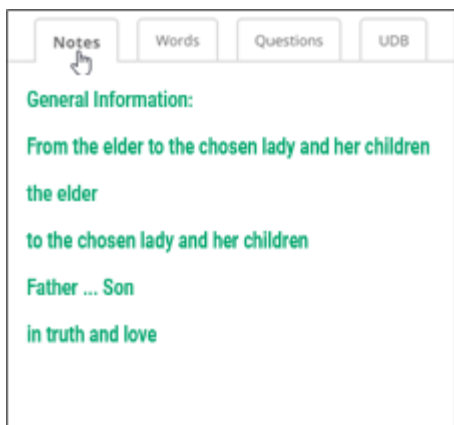 Notes Words Questions UDB
General Information:
From the elder to the chosen lady and her children
the elder
to the chosen lady and her children
Father ... Son
in truth and love